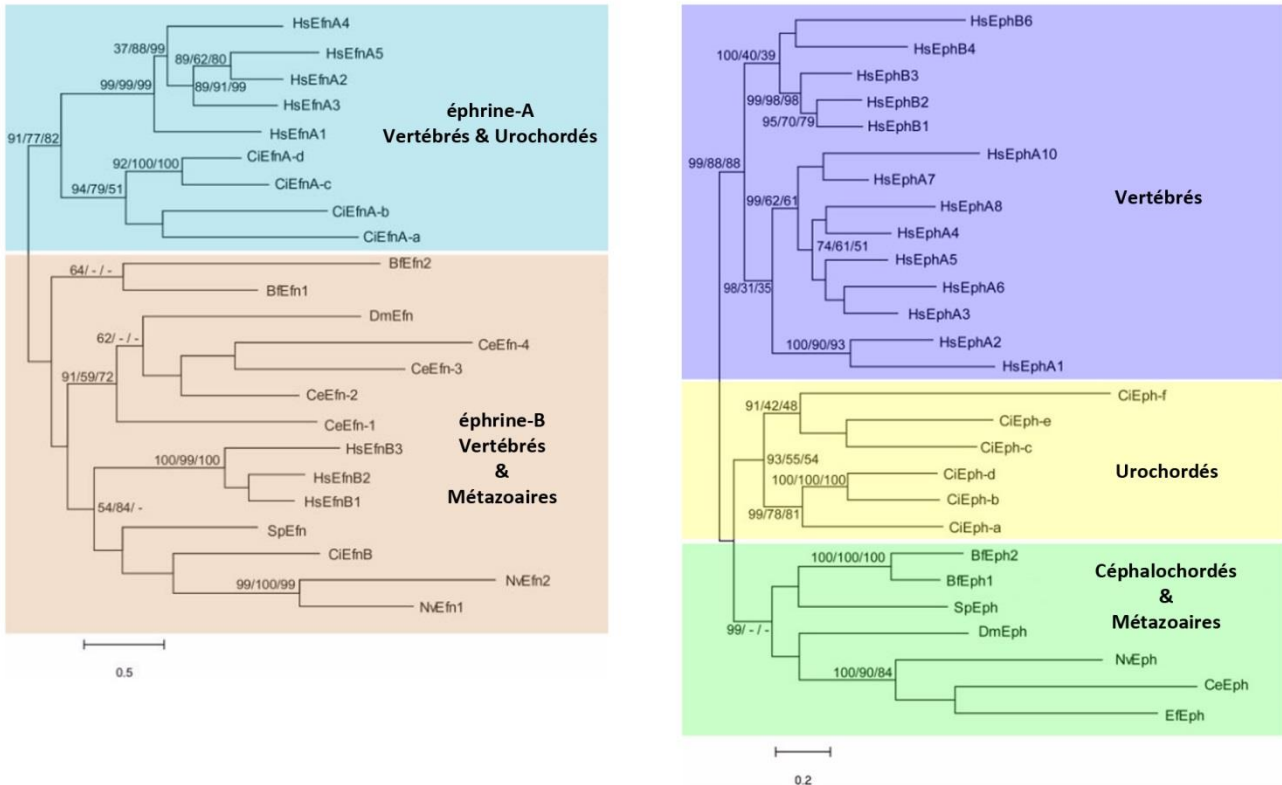 HsEfnA4
37/88/99
HsEfnA5
89/62/80
HsEfnA2
99/99/99
89/91/99
HsEfnA3
91/77/82
HsEfnA1
92/100/100
CiEfnA-d
94/79/51
CiEfnA-c
CiEfnA-b
CiEfnA-a
éphrine-A
Vertébrés & Urochordés
64/ - / -
BfEfn2
BfEfn1
DmEfn
62/ - / -
CeEfn-4
CeEfn-3
91/59/72
CeEfn-2
CeEfn-1
HsEfnB3
100/99/100
HsEfnB2
HsEfnB1
54/84/ -
SpEfn
CiEfnB
99/100/99
NvEfn2
NvEfn1
éphrine-B
Vertébrés
&
Métazoaires
0.5
HsEphB6
100/40/39
HsEphB4
HsEphB3
99/98/98
HsEphB2
95/70/79
HsEphB1
99/88/88
HsEphA10
HsEphA7
99/62/61
HsEphA8
HsEphA4
74/61/51
HsEphA5
98/31/35
HsEphA6
HsEphA3
100/90/93
HsEphA2
HsEphA1
Vertébrés
CiEph-f
91/42/48
CiEph-e
CiEph-c
93/55/54
CiEph-d
100/100/100
CiEph-b
99/78/81
CiEph-a
Urochordés
BfEph2
100/100/100
BfEph1
SpEph
99/ - / -
DmEph
NvEph
100/90/84
CeEph
EfEph
Céphalochordés
&
Métazoaires
0.2